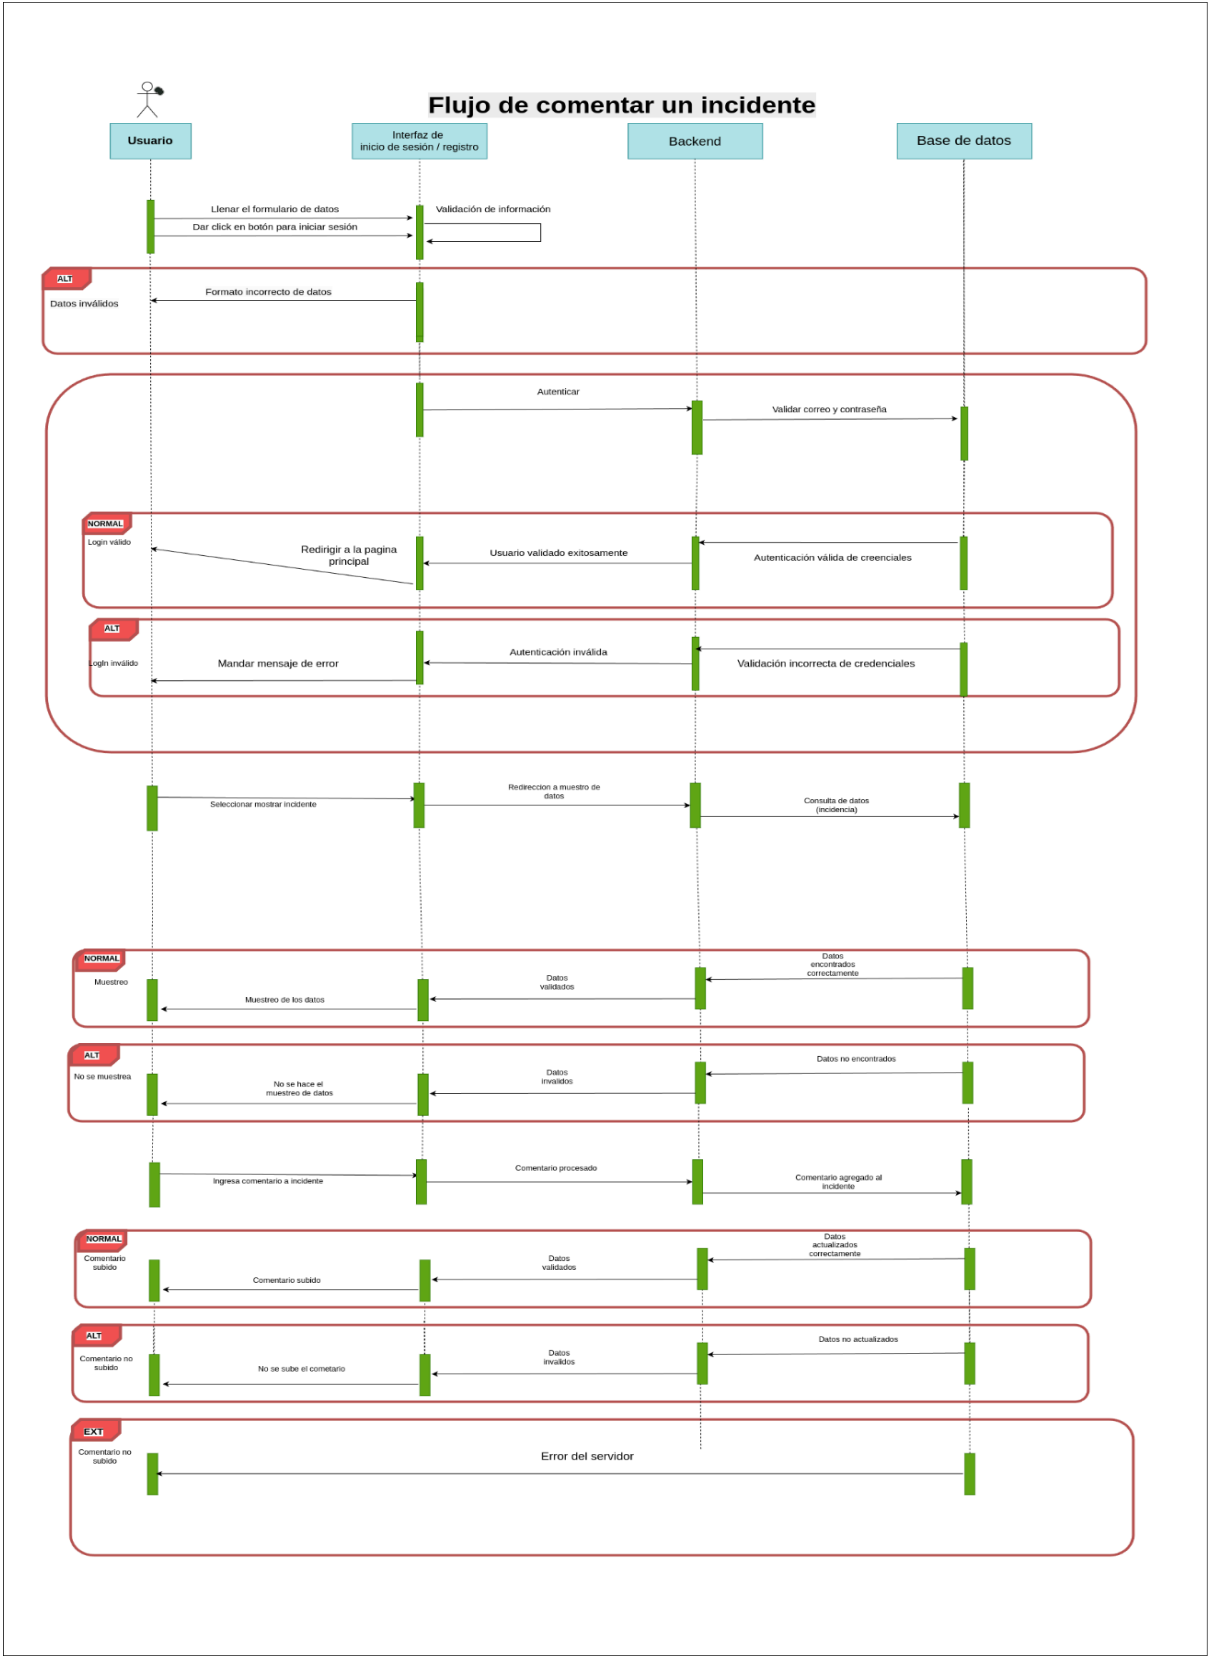 Flujo de comentar un incidente
Usuario
Interfaz de
inicio de sesión / registro
Backend
Base de datos
Llenar el formulario de datos
Validación de información
Dar click en botón para iniciar sesión
ALT
Datos inválidos
Formato incorrecto de datos
Autenticar
Validar correo y contraseña
NORMAL
Login válido
Redirigir a la pagina
principal
Usuario validado exitosamente
Autenticación válida de creenciales
ALT
LogIn inválido
Mandar mensaje de error
Autenticación inválida
Validación incorrecta de credenciales
Seleccionar mostrar incidente
Redireccion a muestro de
datos
Consulta de datos
(incidencia)
NORMAL
Muestreo
Muestreo de los datos
Datos
validados
Datos
encontrados
correctamente
ALT
No se muestrea
No se hace el
muestreo de datos
Datos
invalidos
Datos no encontrados
Ingresa comentario a incidente
Comentario procesado
Comentario agregado al
incidente
NORMAL
Comentario
subido
Comentario subido
Datos
validados
Datos
actualizados
correctamente
ALT
Comentario no
subido
No se sube el cometario
Datos
invalidos
Datos no actualizados
EXT
Comentario no
subido
Error del servidor